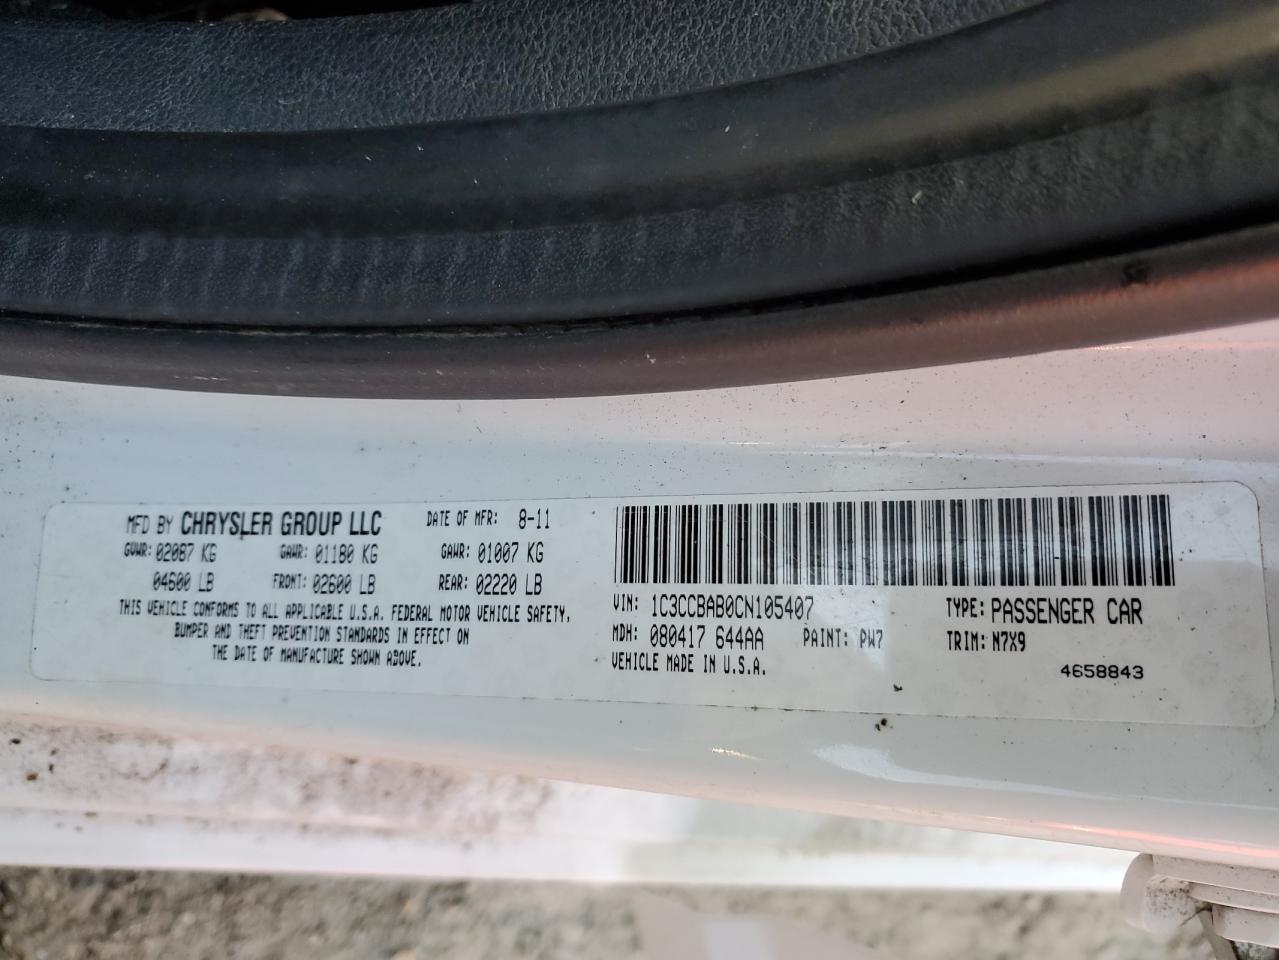 MFD BY CHRYSLER GROUP LLC DATE OF MFR: 8-11
GVWR: 02087 KG GAWR: 01180 KG GAWR: 01007 KG
04600 LB FRONT: 02600 LB REAR: 02220 LB
THIS VEHICLE CONFORMS TO ALL APPLICABLE U.S.A. FEDERAL MOTOR VEHICLE SAFETY,
BUMPER AND THEFT PREVENTION STANDARDS IN EFFECT ON
THE DATE OF MANUFACTURE SHOWN ABOVE.
VIN: 1C3CCBAB0CN105407 TYPE: PASSENGER CAR
MDH: 080417 644AA PAINT: PW7 TRIM: N7X9
VEHICLE MADE IN U.S.A. 4658843